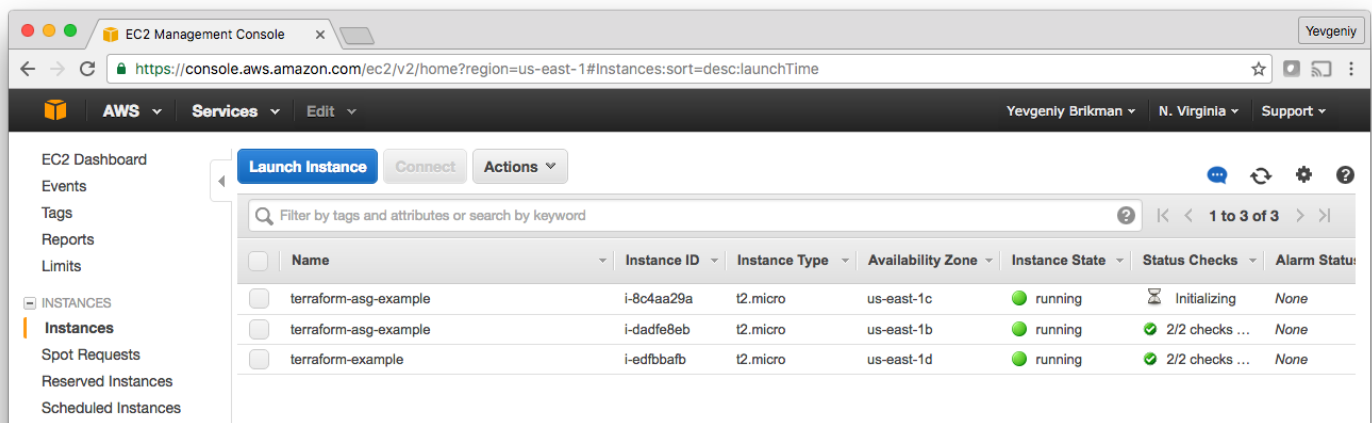 EC2 Management Console
Yevgeniy
https://console.aws.amazon.com/ec2/v2/home?region=us-east-1#Instances:sort=desc:launchTime
AWS Services Edit Yevgeniy Brikman N. Virginia Support
EC2 Dashboard
Events
Tags
Reports
Limits
INSTANCES
Instances
Spot Requests
Reserved Instances
Scheduled Instances
Launch Instance Connect Actions
Filter by tags and attributes or search by keyword 1 to 3 of 3
Name Instance ID Instance Type Availability Zone Instance State Status Checks Alarm Status
terraform-asg-example i-8c4aa29a t2.micro us-east-1c running Initializing None
terraform-asg-example i-dadfe8eb t2.micro us-east-1b running 2/2 checks ... None
terraform-example i-edfbbafb t2.micro us-east-1d running 2/2 checks ... None